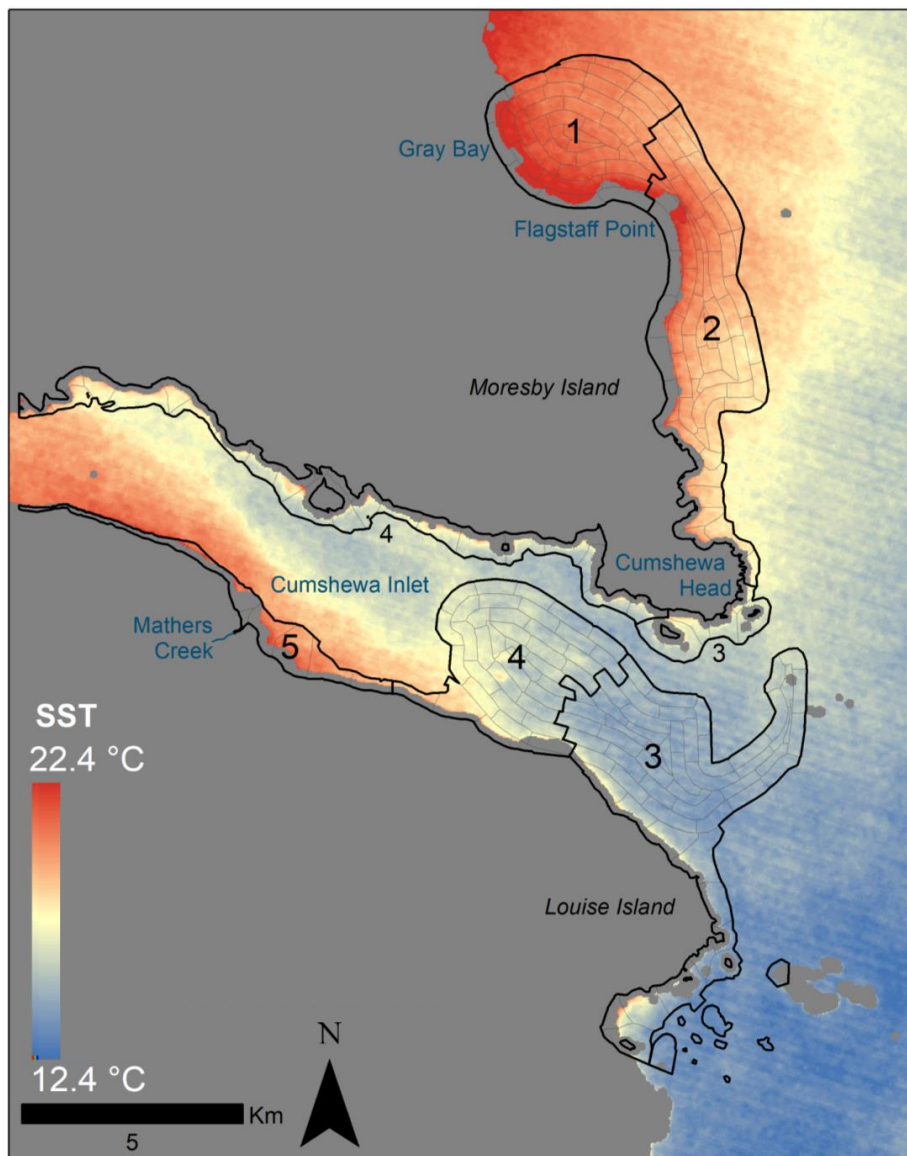 1
Gray Bay
Flagstaff Point
2
Moresby Island
4
Cumshewa
Head
Cumshewa Inlet
Mathers
Creek
5
4
3
3
SST
22.4 °C
12.4 °C
Louise Island
N
Km
5